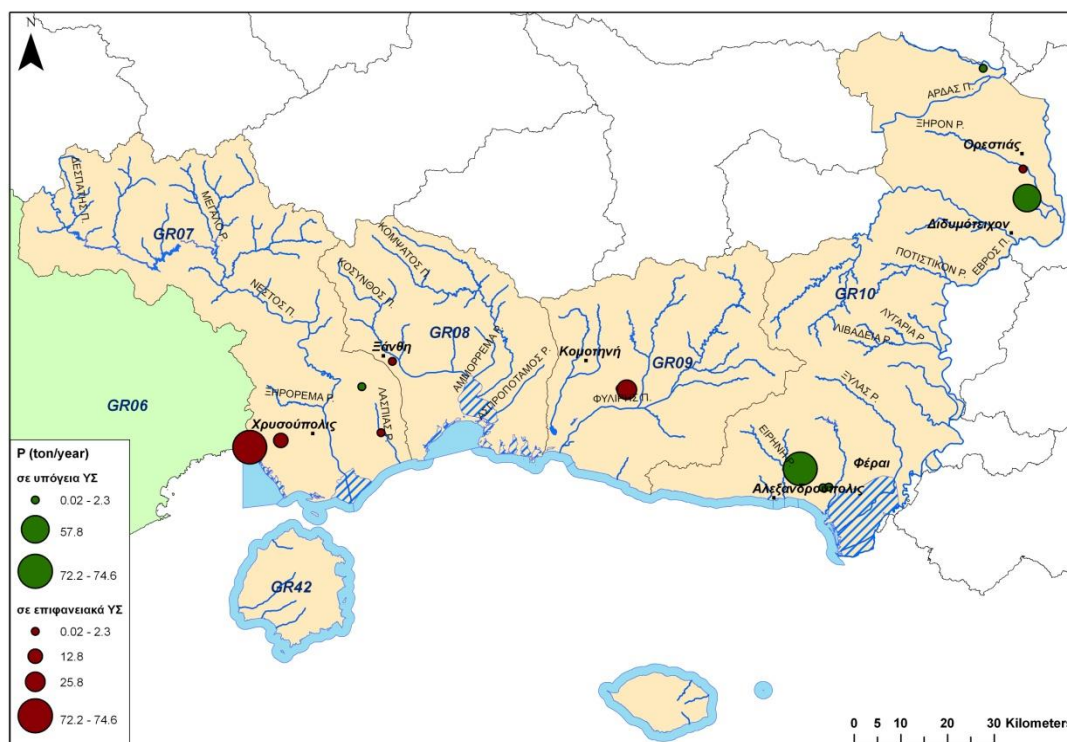 N
ΑΡΔΑΣ Π.
ΞΗΡΟΝ Ρ.
Ορεστιάς
ΔΕΣΠΑΤΗΣ Π.
ΜΕΓΑΛΟ Ρ.
GR07
ΚΟΜΨΑΤΟΣ Π.
ΚΟΣΥΝΘΟΣ Π.
Διδυμότειχον
ΕΒΡΟΣ Π.
ΠΟΤΙΣΤΙΚΟΝ Ρ.
ΝΕΣΤΟΣ Π.
GR10
GR08
ΛΥΓΑΡΙΑ Ρ.
ΛΙΒΑΔΕΙΑ Ρ.
Ξάνθη
ΑΜΜΟΡΡΕΜΑ Ρ.
ΑΣΠΡΟΠΟΤΑΜΟΣ Ρ.
Κομοτηνή
GR09
ΞΥΛΑΣ Ρ.
ΞΗΡΟΡΕΜΑ Ρ.
ΛΑΣΠΙΑΣ Ρ.
ΦΥΛΙΡΗΣ Π.
GR06
Χρυσούπολις
ΕΙΡΗΝΗ Ρ.
Φέραι
Αλεξανδρούπολις
GR42
P (ton/year)
σε υπόγεια ΥΣ
0.02 - 2.3
57.8
72.2 - 74.6
σε επιφανειακά ΥΣ
0.02 - 2.3
12.8
25.8
72.2 - 74.6
0 5 10 20 30 Kilometers